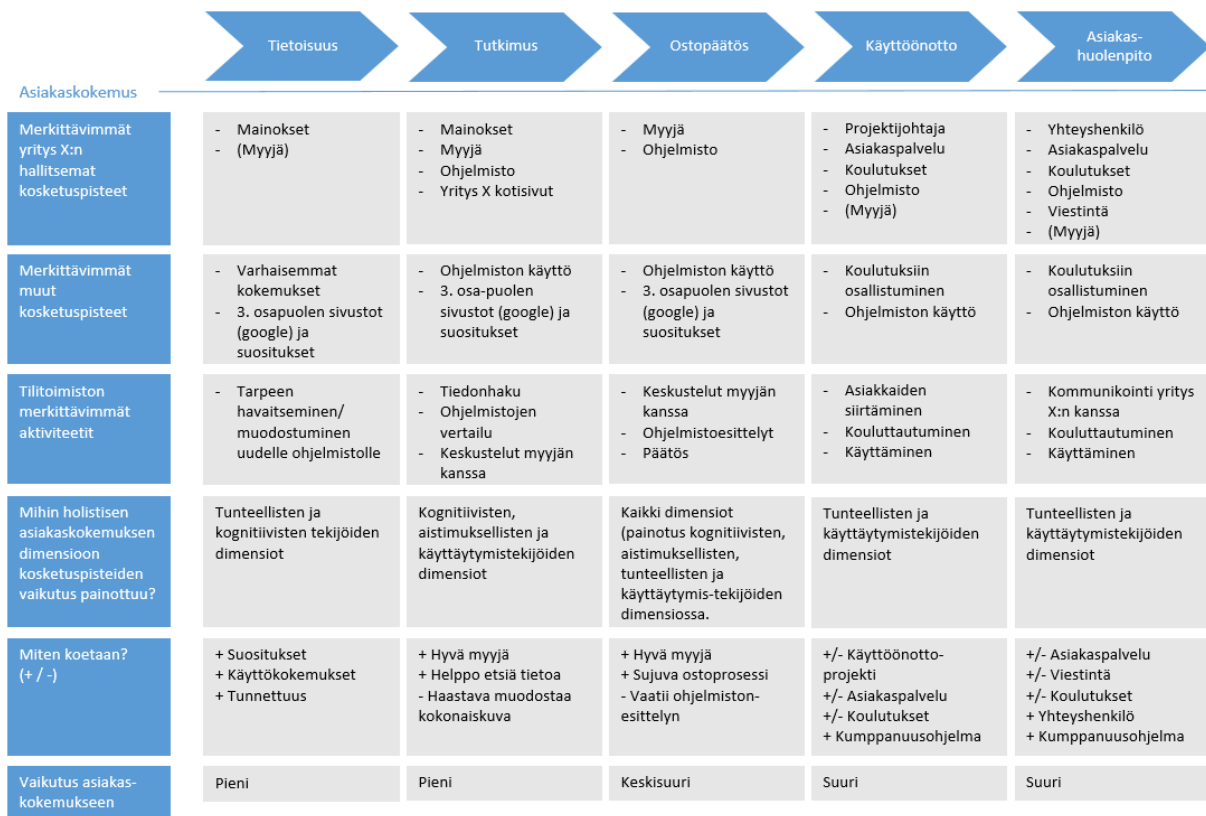 Tietoisuus
Tutkimus
Ostopäätös
Käyttöönotto
Asiakas-
huolenpito
Asiakaskokemus
Merkittävimmät
yritys X:n
hallitsemat
kosketuspisteet
- Mainokset
- (Myyjä)
- Mainokset
- Myyjä
- Ohjelmisto
- Yritys X kotisivut
- Myyjä
- Ohjelmisto
- Projektijohtaja
- Asiakaspalvelu
- Koulutukset
- Ohjelmisto
- (Myyjä)
- Yhteyshenkilö
- Asiakaspalvelu
- Koulutukset
- Ohjelmisto
- Viestintä
- (Myyjä)
Merkittävimmät
muut
kosketuspisteet
- Varhaisemmat
kokemukset
- 3. osapuolen sivustot
(google) ja
suositukset
- Ohjelmiston käyttö
- 3. osa-puolen
sivustot (google) ja
suositukset
- Ohjelmiston käyttö
- 3. osapuolen sivustot
(google) ja
suositukset
- Koulutuksiin
osallistuminen
- Ohjelmiston käyttö
- Koulutuksiin
osallistuminen
- Ohjelmiston käyttö
Tilitoimiston
merkittävimmät
aktiviteetit
- Tarpeen
havaitseminen/
muodostuminen
uudelle ohjelmistolle
- Tiedonhaku
- Ohjelmistojen
vertailu
- Keskustelut myyjän
kanssa
- Keskustelut myyjän
kanssa
- Ohjelmistoesittelyt
- Päätös
- Asiakkaiden
siirtäminen
- Kouluttautuminen
- Käyttäminen
- Kommunikointi yritys
X:n kanssa
- Kouluttautuminen
- Käyttäminen
Mihin holistisen
asiakaskokemuksen
dimensioon
kosketuspisteiden
vaikutus painottuu?
Tunteellisten ja
kognitiivisten tekijöiden
dimensiot
Kognitiivisten,
aistimuksellisten ja
käyttäytymistekijöiden
dimensiot
Kaikki dimensiot
(painotus kognitiivisten,
aistimuksellisten,
tunteellisten ja
käyttäytymis-tekijöiden
dimensiossa.
Tunteellisten ja
käyttäytymistekijöiden
dimensiot
Tunteellisten ja
käyttäytymistekijöiden
dimensiot
Miten koetaan?
(+ / -)
+ Suositukset
+ Käyttökokemukset
+ Tunnettuus
+ Hyvä myyjä
+ Helppo etsiä tietoa
- Haastava muodostaa
kokonaiskuva
+ Hyvä myyjä
+ Sujuva ostoprosessi
- Vaatii ohjelmiston-
esittelyn
+/- Käyttöönotto-
projekti
+/- Asiakaspalvelu
+/- Koulutukset
+ Kumppanuusohjelma
+/- Asiakaspalvelu
+/- Viestintä
+/- Koulutukset
+ Yhteyshenkilö
+ Kumppanuusohjelma
Vaikutus asiakas-
kokemukseen
Pieni
Pieni
Keskisuuri
Suuri
Suuri